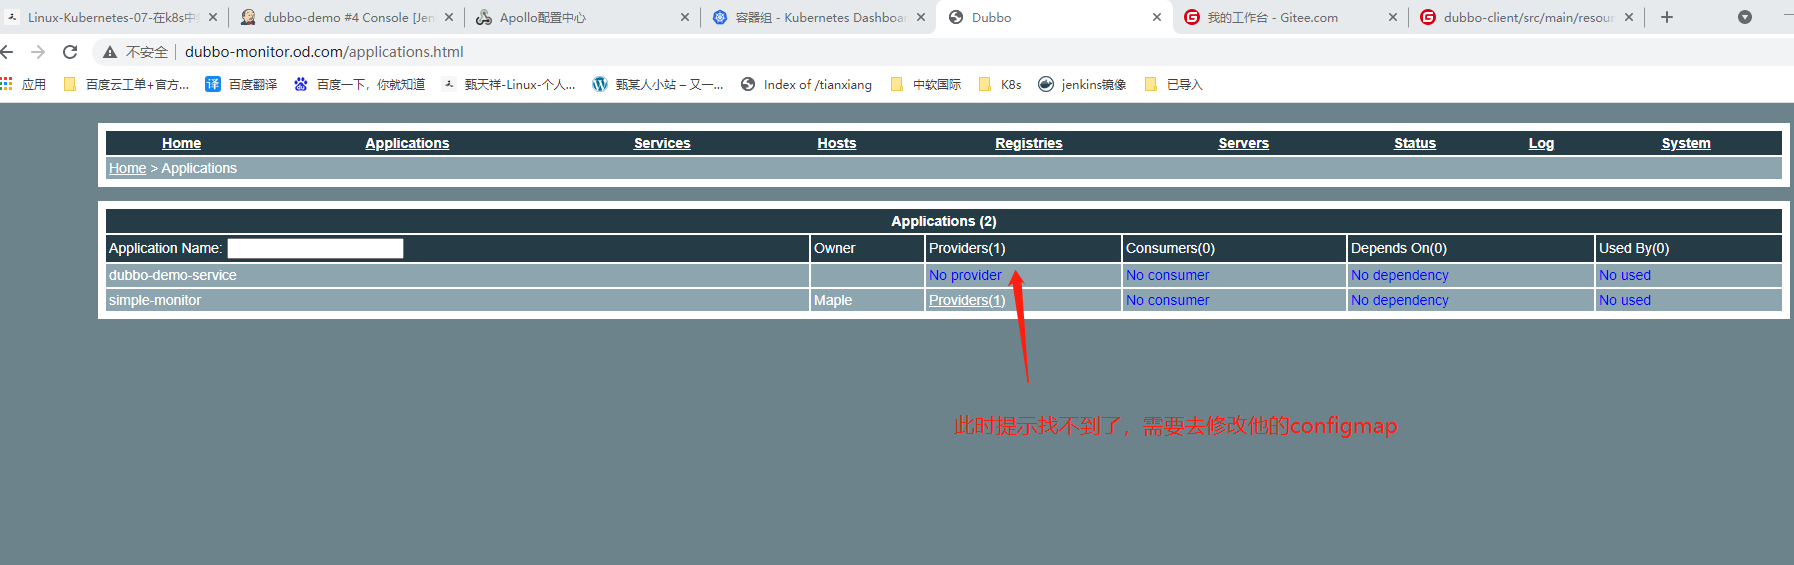 Linux-Kubernetes-07-在k8s中
dubbo-demo #4 Console [Jen
Apollo配置中心
容器组 - Kubernetes Dashboar
Dubbo
我的工作台 - Gitee.com
dubbo-client/src/main/resour
不安全 dubbo-monitor.od.com/applications.html
应用 百度云工单+官方... 译 百度翻译 百度一下，你就知道 甄天祥-Linux-个人... 甄某人小站 – 又一... Index of /tianxiang 中软国际 K8s jenkins镜像 已导入
Home Applications Services Hosts Registries Servers Status Log System
Home > Applications
Applications (2)
Application Name: Owner Providers(1) Consumers(0) Depends On(0) Used By(0)
dubbo-demo-service No provider No consumer No dependency No used
simple-monitor Maple Providers(1) No consumer No dependency No used
此时提示找不到了，需要去修改他的configmap